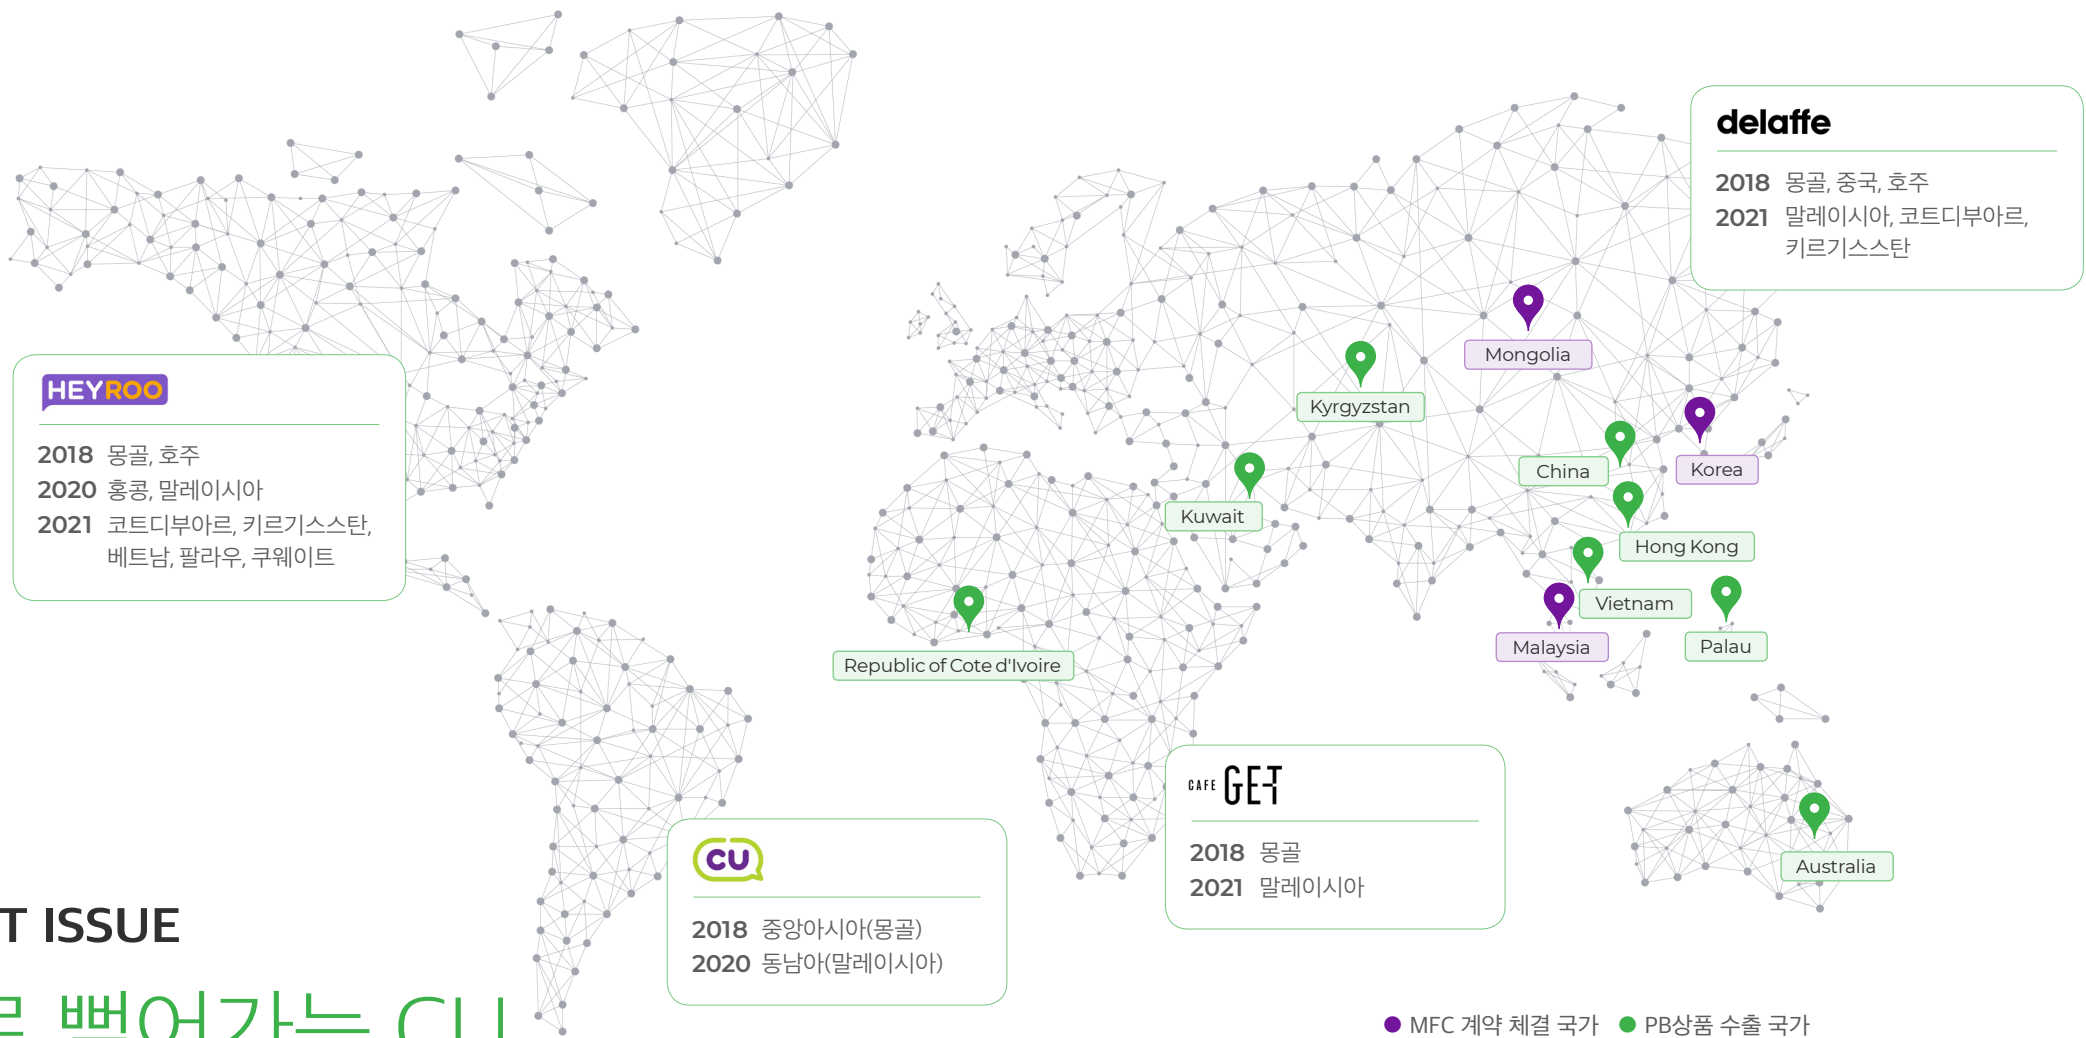 delaffe
2018 몽골, 중국, 호주
2021 말레이시아, 코트디부아르,
키르기스스탄
Mongolia
Kyrgyzstan
China
Korea
Kuwait
Hong Kong
Vietnam
Malaysia
Palau
Republic of Cote d'Ivoire
Australia
HEYROO
2018 몽골, 호주
2020 홍콩, 말레이시아
2021 코트디부아르, 키르기스스탄,
베트남, 팔라우, 쿠웨이트
CAFE GET
2018 몽골
2021 말레이시아
CU
2018 중앙아시아(몽골)
2020 동남아(말레이시아)
T ISSUE
로 뻗어가는 CU
MFC 계약 체결 국가
PB상품 수출 국가